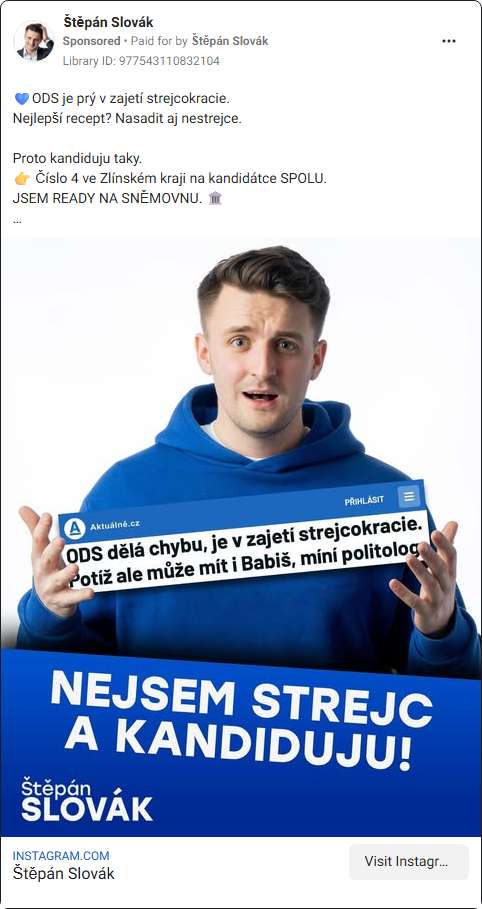 Štěpán Slovák
Sponsored • Paid for by Štěpán Slovák
Library ID: 977543110832104
💙 ODS je prý v zajetí strejcokracie.
Nejlepší recept? Nasadit aj nestrejce.
Proto kandiduju taky.
👉 Číslo 4 ve Zlínském kraji na kandidátce SPOLU.
JSEM READY NA SNĚMOVNU. 🏛️
...
Aktuálně.cz
PŘIHLÁSIT
ODS dělá chybu, je v zajetí strejcokracie.
Potíž ale může mít i Babiš, míní politolog
NEJSEM STREJC
A KANDIDUJU!
Štěpán
SLOVÁK
INSTAGRAM.COM
Štěpán Slovák
Visit Instagr...